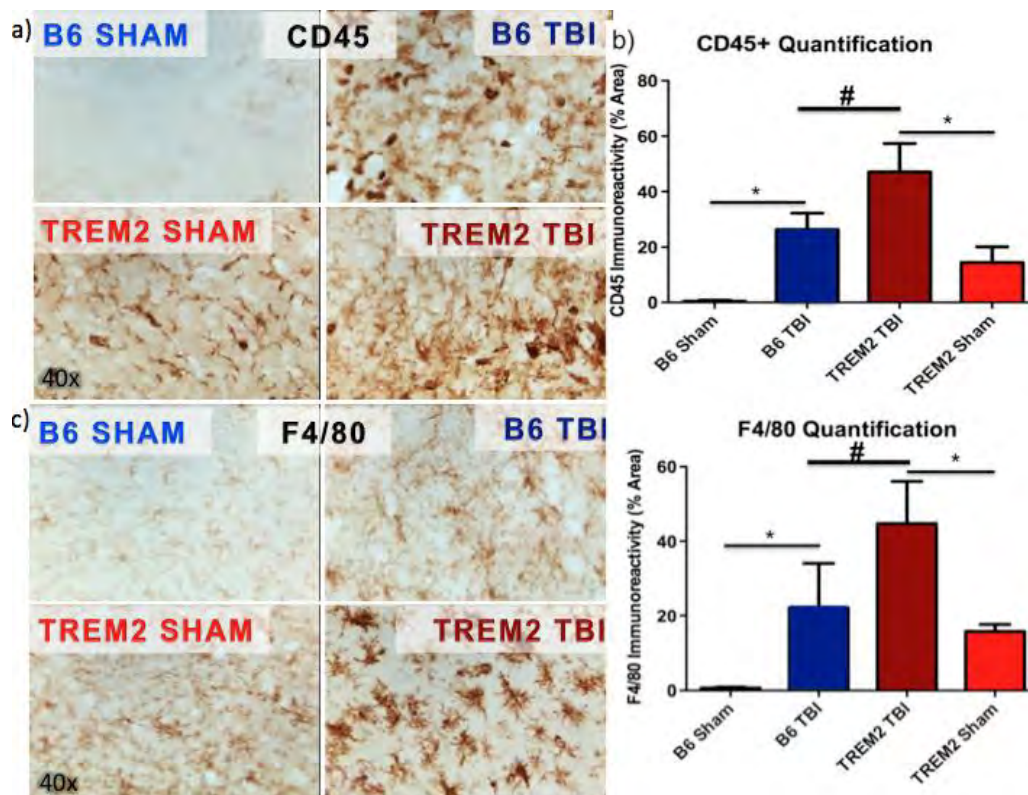 a)
B6 SHAM
CD45
B6 TBI
TREM2 SHAM
TREM2 TBI
40x
b)
CD45+ Quantification
CD45 Immunoreactivity (% Area)
80
60
40
20
0
*
#
*
B6 Sham
B6 TBI
TREM2 TBI
TREM2 Sham
c)
B6 SHAM
F4/80
B6 TBI
TREM2 SHAM
TREM2 TBI
40x
F4/80 Quantification
F4/80 Immunoreactivity (% Area)
60
40
20
0
*
#
*
B6 Sham
B6 TBI
TREM2 TBI
TREM2 Sham